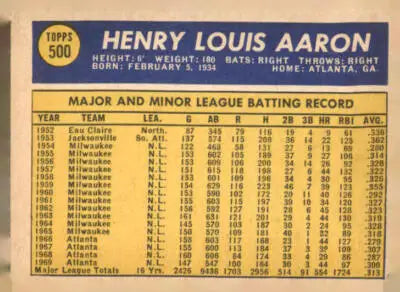 TOPPS
500
HENRY LOUIS AARON
HEIGHT: 6' WEIGHT: 180 BATS: RIGHT THROWS: RIGHT
BORN: FEBRUARY 5, 1934 HOME: ATLANTA, GA.
MAJOR AND MINOR LEAGUE BATTING RECORD
YEAR TEAM LEA. G AB R H 2B 3B HR RBI AVG.
1952 Eau Claire North. 87 345 79 116 19 4 9 61 .336
1953 Jacksonville So. Atl. 137 574 115 208 36 14 22 125 .362
1954 Milwaukee N.L. 122 468 58 131 27 6 13 69 .280
1955 Milwaukee N.L. 153 602 105 189 37 9 27 106 .314
1956 Milwaukee N.L. 153 609 106 200 34 14 26 92 .328
1957 Milwaukee N.L. 151 615 118 198 27 6 44 132 .322
1958 Milwaukee N.L. 153 601 109 196 34 4 30 95 .326
1959 Milwaukee N.L. 154 629 116 223 46 7 39 123 .355
1960 Milwaukee N.L. 153 590 102 172 20 11 40 126 .292
1961 Milwaukee N.L. 155 603 115 197 39 10 34 120 .327
1962 Milwaukee N.L. 156 592 127 191 28 6 45 128 .323
1963 Milwaukee N.L. 161 631 121 201 29 4 44 130 .319
1964 Milwaukee N.L. 145 570 103 187 30 2 24 95 .328
1965 Milwaukee N.L. 150 570 109 181 40 1 32 89 .318
1966 Atlanta N.L. 158 603 117 168 23 1 44 127 .279
1967 Atlanta N.L. 155 600 113 184 37 3 39 109 .307
1968 Atlanta N.L. 160 606 84 174 33 4 29 86 .287
1969 Atlanta N.L. 147 547 100 164 30 3 44 97 .300
Major League Totals 16 Yrs. 2426 9436 1703 2956 514 91 554 1724 .313